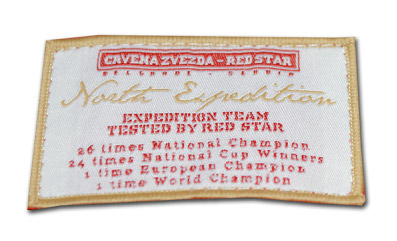 CRVENA ZVEZDA - RED STAR
BELGRADE - SERBIA
North Expedition
EXPEDITION TEAM
TESTED BY RED STAR
26 times National Champion
24 times National Cup Winners
1 time European Champion
1 time World Champion